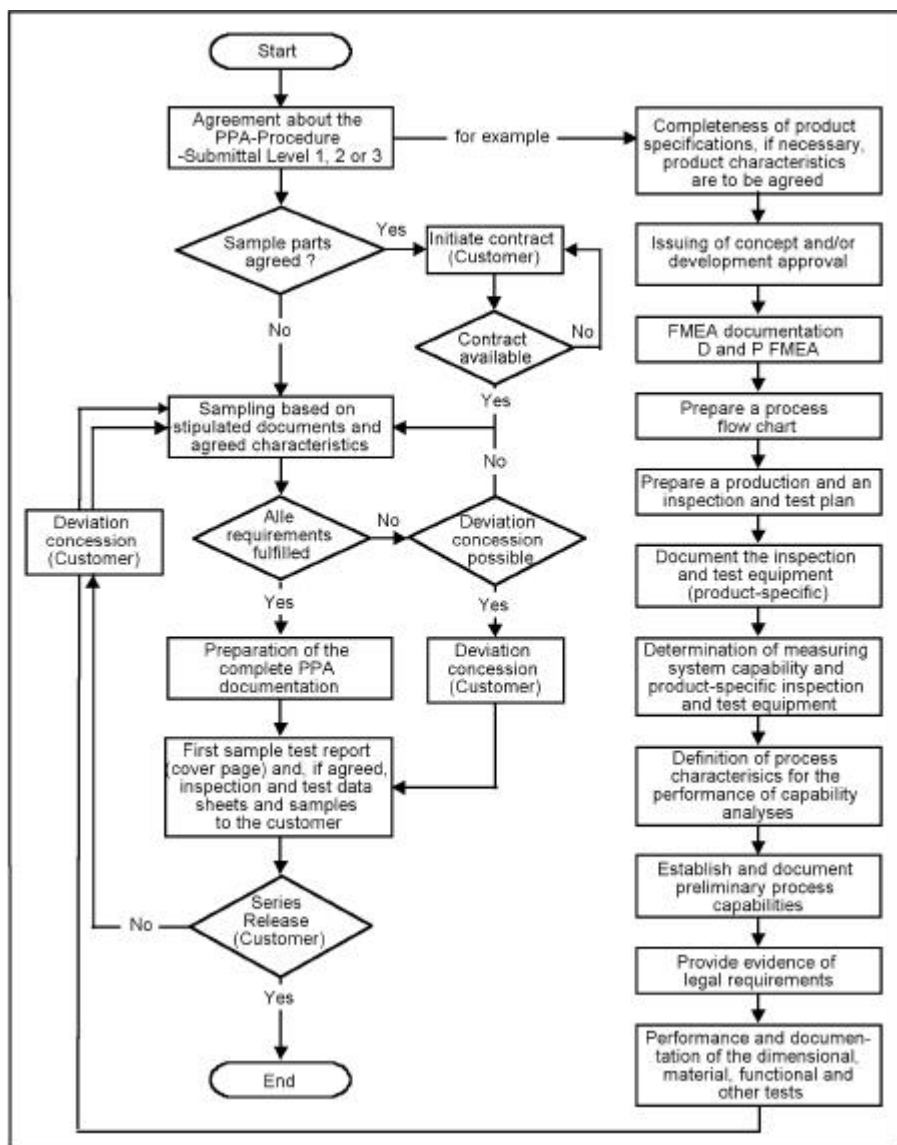 Start
Agreement about the
PPA-Procedure
-Submittal Level 1, 2 or 3
for example
Completeness of product
specifications, if necessary,
product characteristics
are to be agreed
Sample parts
agreed ?
Yes
Initiate contract
(Customer)
Issuing of concept and/or
development approval
No
Contract
available
No
FMEA documentation
D and P FMEA
Yes
Sampling based on
stipulated documents and
agreed characteristics
Prepare a process
flow chart
No
Prepare a production and an
inspection and test plan
Deviation
concession
(Customer)
Alle
requirements
fulfilled
No
Deviation
concession
possible
Document the inspection
and test equipment
(product-specific)
Yes
Yes
Preparation of the
complete PPA
documentation
Deviation
concession
(Customer)
Determination of measuring
system capability and
product-specific inspection
and test equipment
First sample test report
(cover page) and, if agreed,
inspection and test data
sheets and samples
to the customer
Definition of process
characterisics for the
performance of capability
analyses
Establish and document
preliminary process
capabilities
No
Series
Release
(Customer)
Provide evidence of
legal requirements
Yes
Performance and documen-
tation of the dimensional,
material, functional and
other tests
End